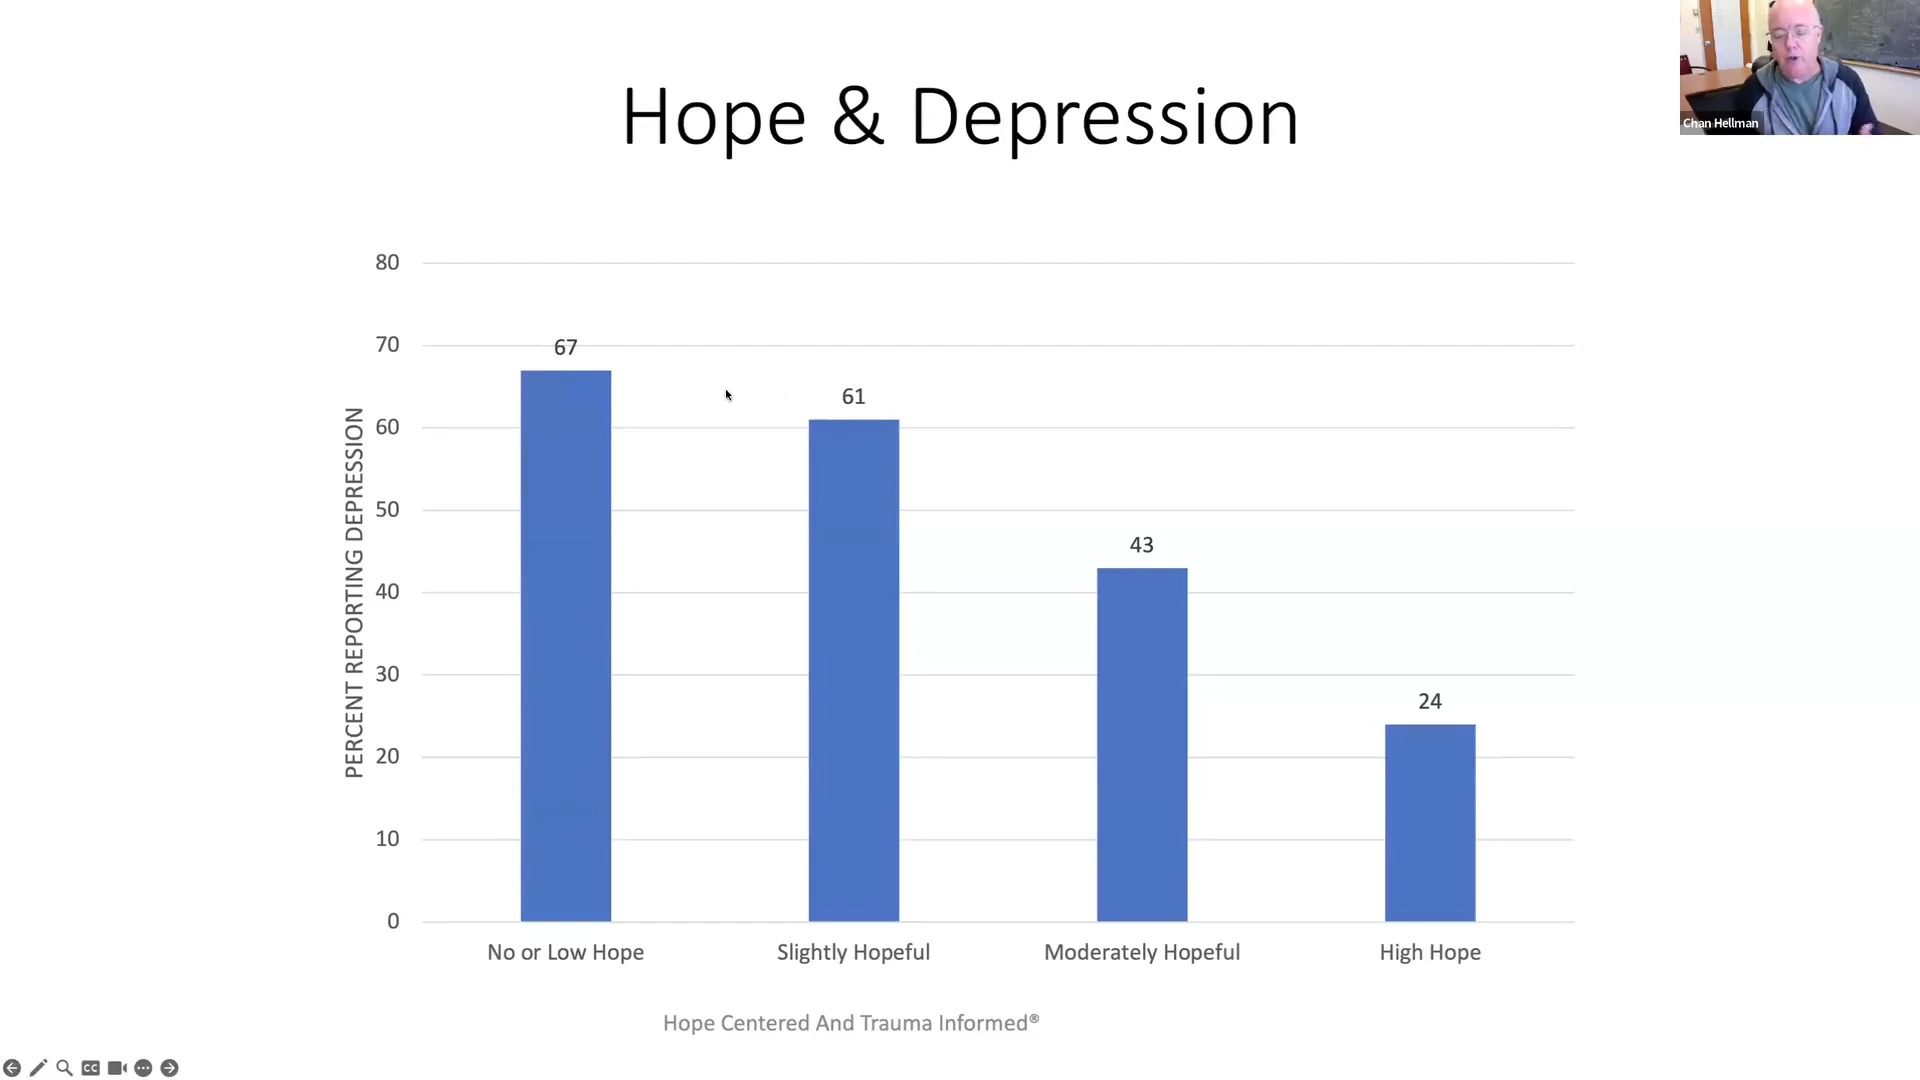 Hope & Depression
Chan Hellman
80
70
60
50
40
30
20
10
0
PERCENT REPORTING DEPRESSION
67
61
43
24
No or Low Hope
Slightly Hopeful
Moderately Hopeful
High Hope
Hope Centered And Trauma Informed®
CC